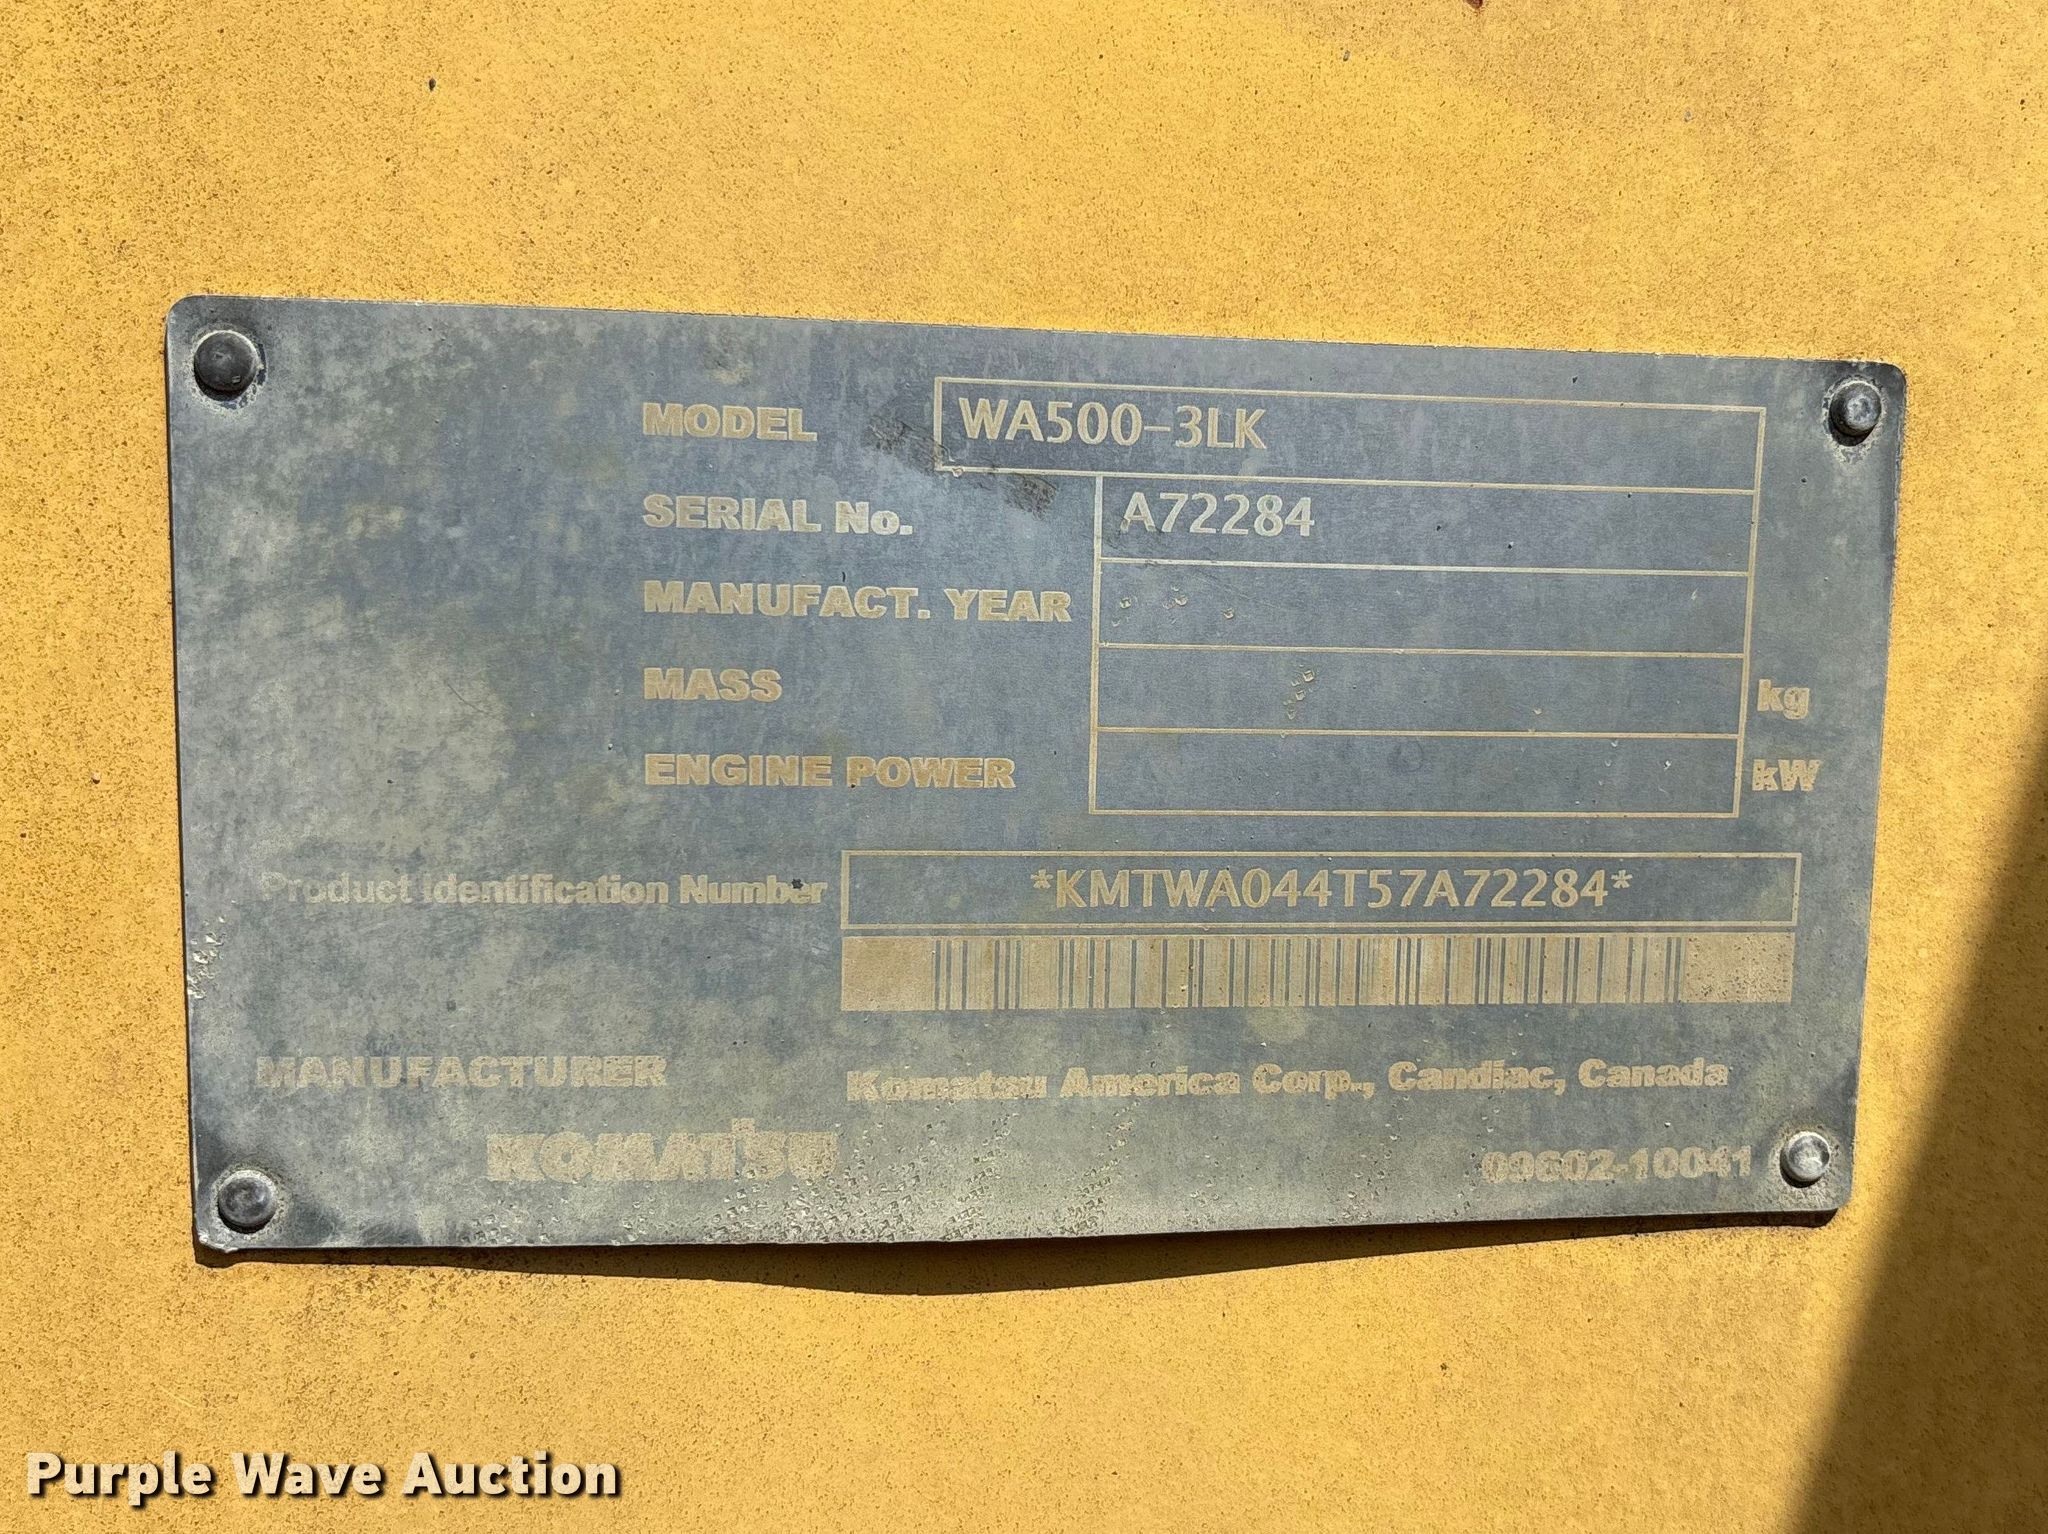 MODEL WA500-3LK
SERIAL No. A72284
MANUFACT. YEAR
MASS kg
ENGINE POWER kW
Product Identification Number *KMTWA044T57A72284*
MANUFACTURER Komatsu America Corp., Candiac, Canada
KOMATSU 09602-10041
Purple Wave Auction